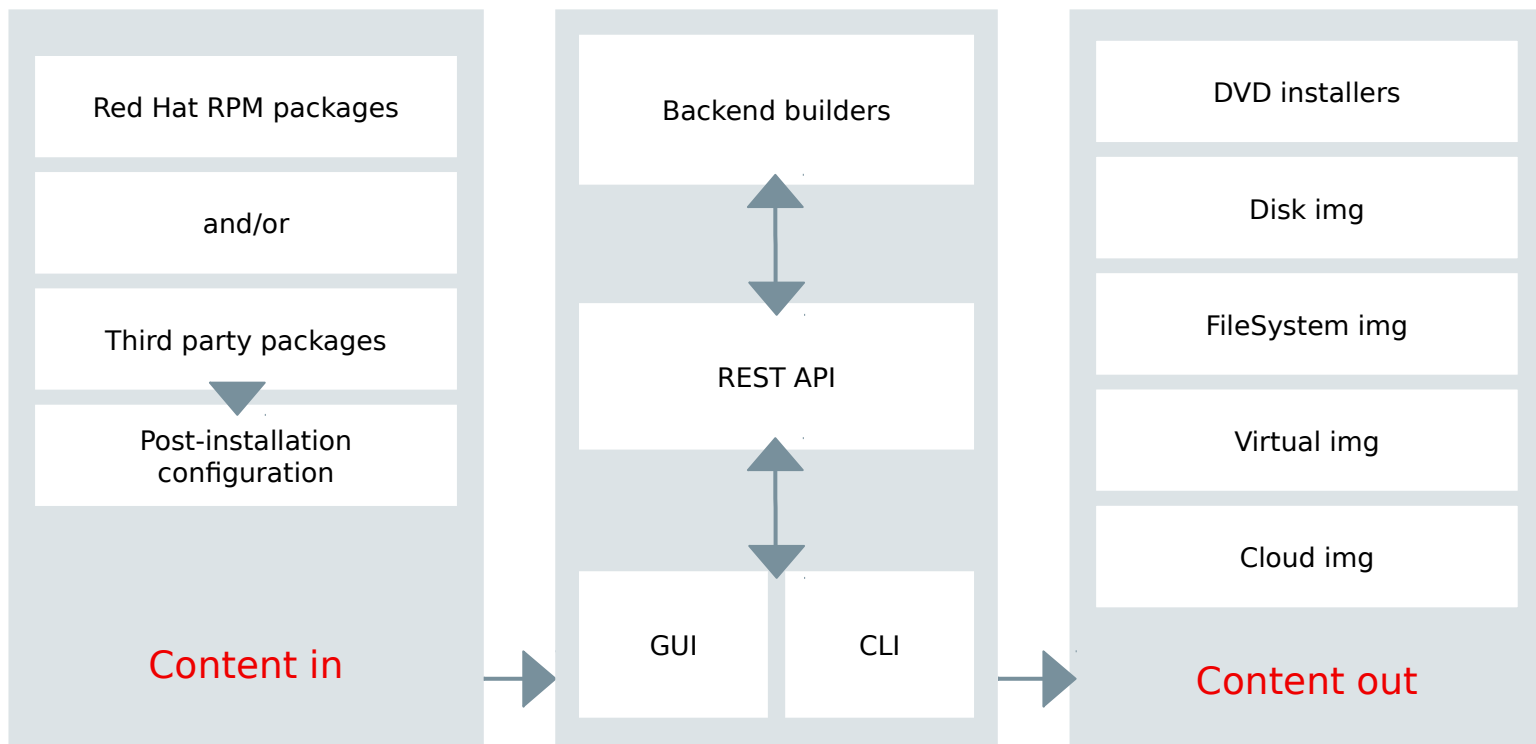 Red Hat RPM packages
and/or
Third party packages
Post-installation
configuration
Content in
Backend builders
REST API
GUI
CLI
DVD installers
Disk img
FileSystem img
Virtual img
Cloud img
Content out